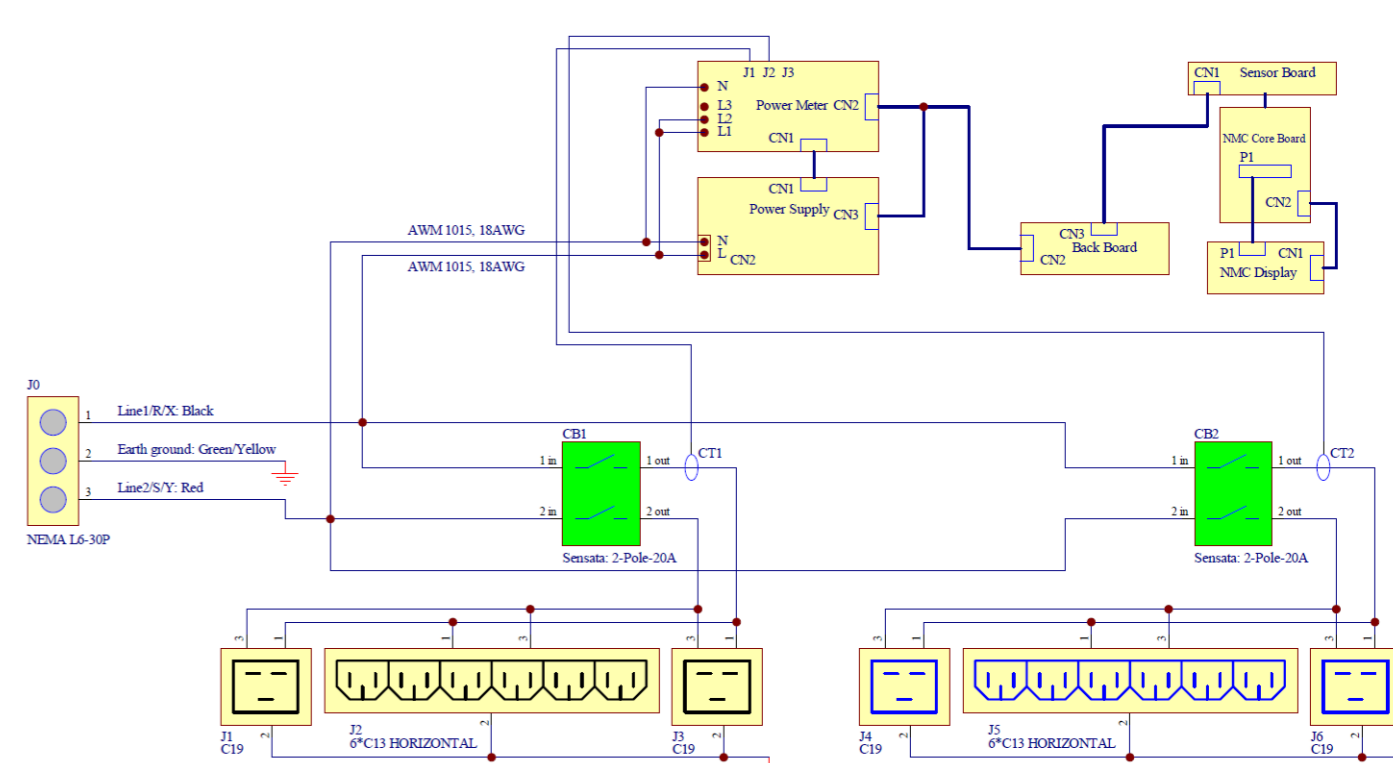 J1 J2 J3
N
L3
L2
L1
Power Meter CN2
CN1
CN1
Power Supply
CN3
N
L
CN2
AWM 1015, 18AWG
AWM 1015, 18AWG
CN1 Sensor Board
NMC Core Board
P1
CN2
CN3
Back Board
CN2
P1 CN1
NMC Display
J0
1
Line1/R/X: Black
2
Earth ground: Green/Yellow
3
Line2/S/Y: Red
NEMA L6-30P
CB1
1 in
1 out
CT1
2 in
2 out
Sensata: 2-Pole-20A
CB2
1 in
1 out
CT2
2 in
2 out
Sensata: 2-Pole-20A
3
1
1
3
3
1
3
1
1
3
3
1
J1
C19
2
J2
6*C13 HORIZONTAL
2
J3
C19
2
J4
C19
2
J5
6*C13 HORIZONTAL
2
J6
C19
2